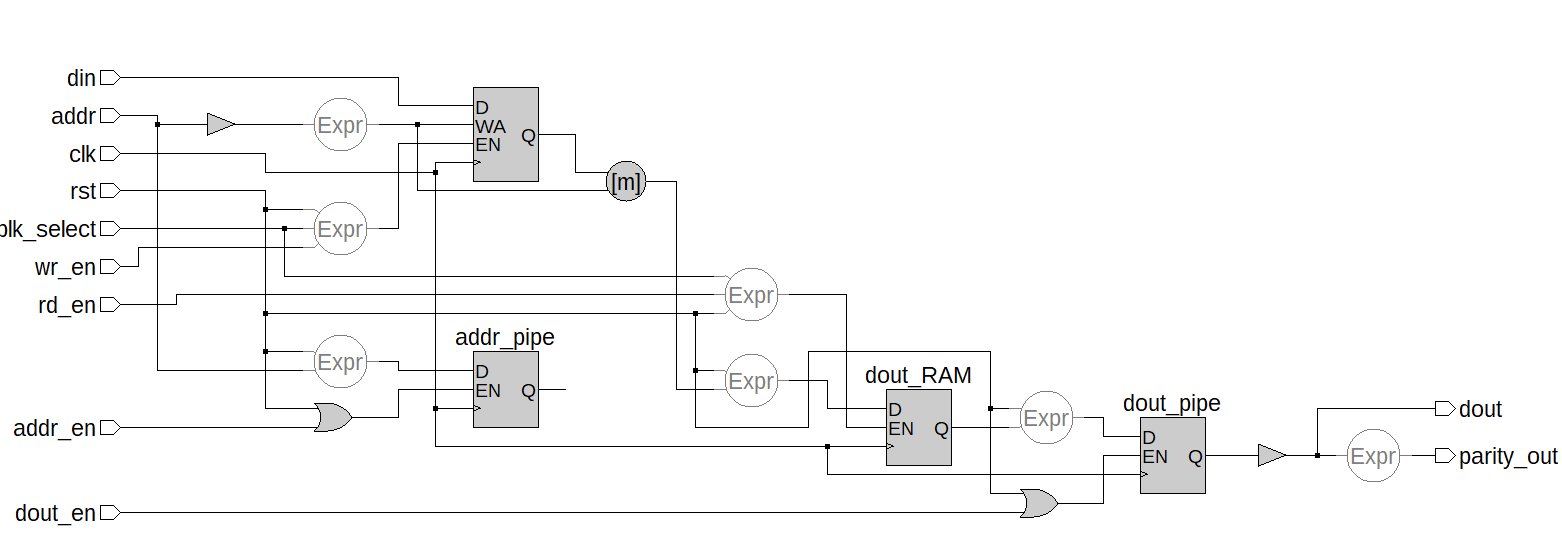 din
addr
clk
rst
blk_select
wr_en
rd_en
addr_en
dout_en
Expr
Expr
Expr
D
WA
EN
Q
[m]
addr_pipe
D
EN
Q
Expr
Expr
dout_RAM
D
EN
Q
Expr
dout_pipe
D
EN
Q
Expr
dout
parity_out